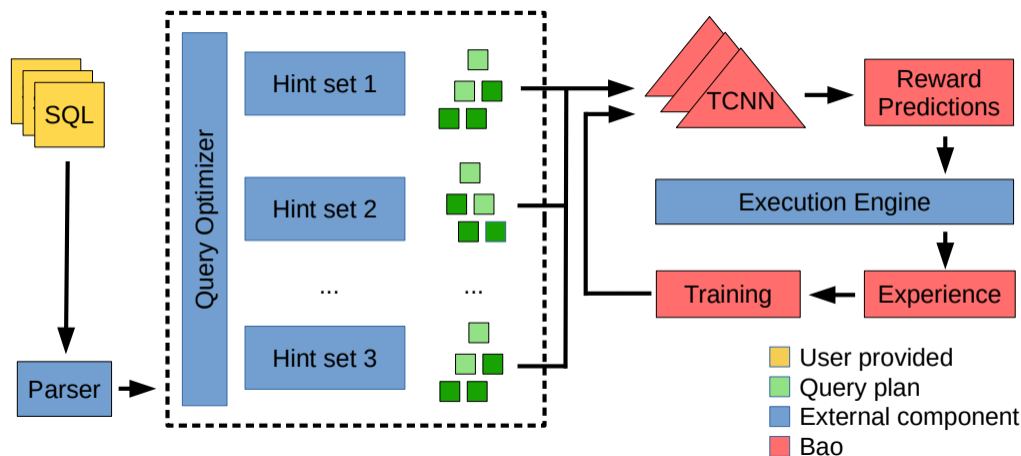 SQL
Parser
Query Optimizer
Hint set 1
Hint set 2
...
...
Hint set 3
TCNN
Reward
Predictions
Execution Engine
Training
Experience
User provided
Query plan
External component
Bao